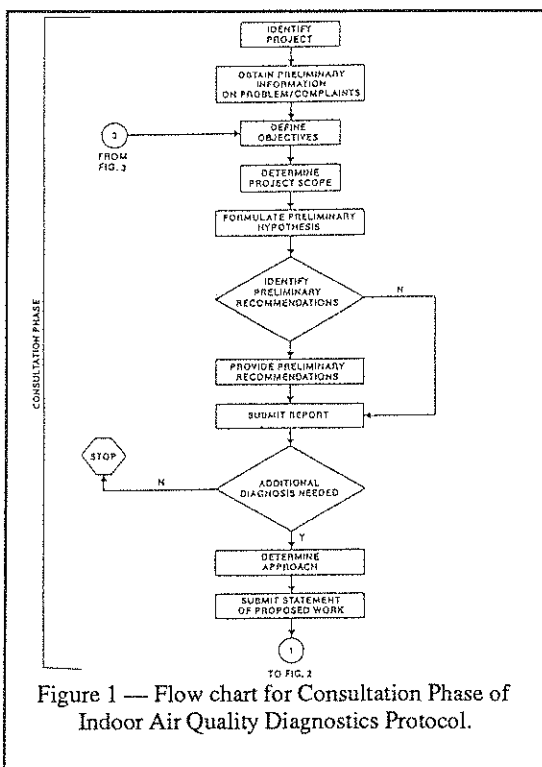 IDENTIFY
PROJECT
OBTAIN PRELIMINARY
INFORMATION
ON PROBLEM/COMPLAINTS
3
FROM
FIG. 3
DEFINE
OBJECTIVES
DETERMINE
PROJECT SCOPE
FORMULATE PRELIMINARY
HYPOTHESIS
IDENTIFY
PRELIMINARY
RECOMMENDATIONS
N
CONSULTATION PHASE
PROVIDE PRELIMINARY
RECOMMENDATIONS
SUBMIT REPORT
STOP
N
ADDITIONAL
DIAGNOSIS NEEDED
Y
DETERMINE
APPROACH
SUBMIT STATEMENT
OF PROPOSED WORK
1
TO FIG. 2
Figure 1 — Flow chart for Consultation Phase of
Indoor Air Quality Diagnostics Protocol.